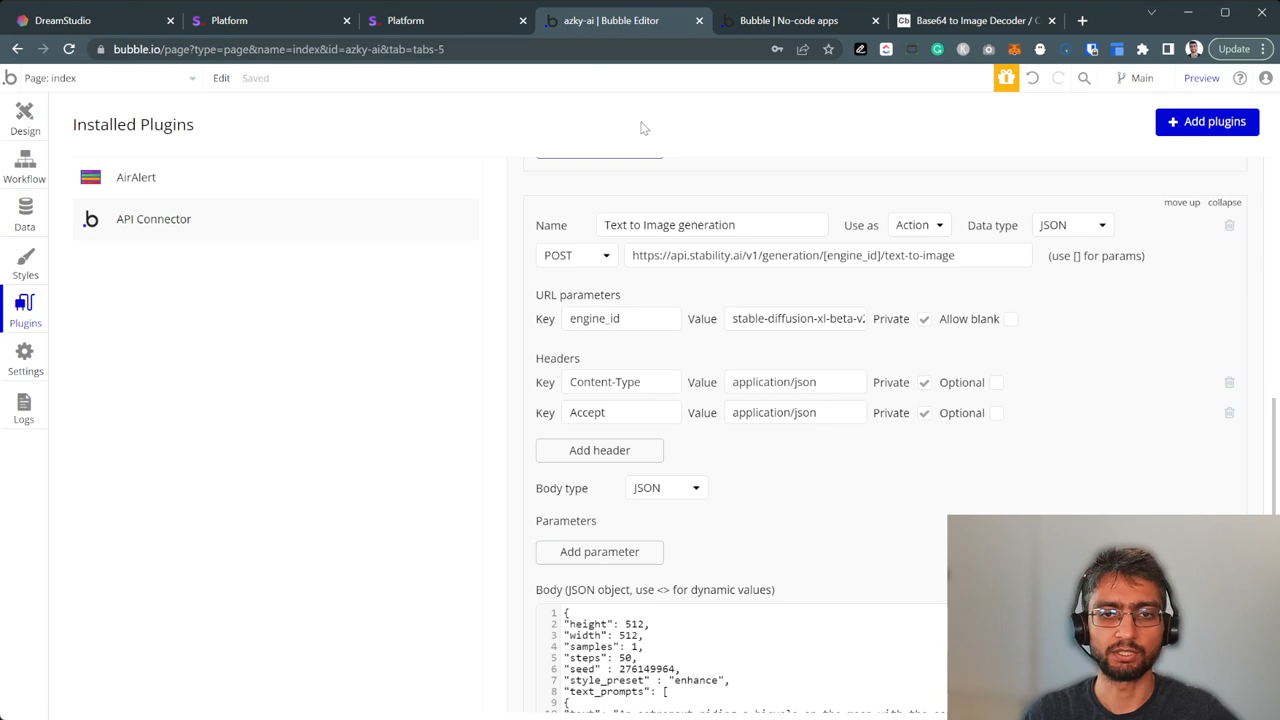 DreamStudio
Platform
Platform
azky-ai | Bubble Editor
Bubble | No-code apps
Cb Base64 to Image Decoder / C
bubble.io/page?type=page&name=index&id=azky-ai&tab=tabs-5
Update
Page: index
Edit
Saved
Main
Preview
Design
Workflow
Data
Styles
Plugins
Settings
Logs
Installed Plugins
+ Add plugins
AirAlert
API Connector
move up collapse
Name Text to Image generation Use as Action Data type JSON
POST https://api.stability.ai/v1/generation/[engine_id]/text-to-image (use [] for params)
URL parameters
Key engine_id Value stable-diffusion-xl-beta-v2 Private Allow blank
Headers
Key Content-Type Value application/json Private Optional
Key Accept Value application/json Private Optional
Add header
Body type JSON
Parameters
Add parameter
Body (JSON object, use <> for dynamic values)
1 {
2 "height": 512,
3 "width": 512,
4 "samples": 1,
5 "steps": 50,
6 "seed" : 276149964,
7 "style_preset" : "enhance",
8 "text_prompts": [
9 {